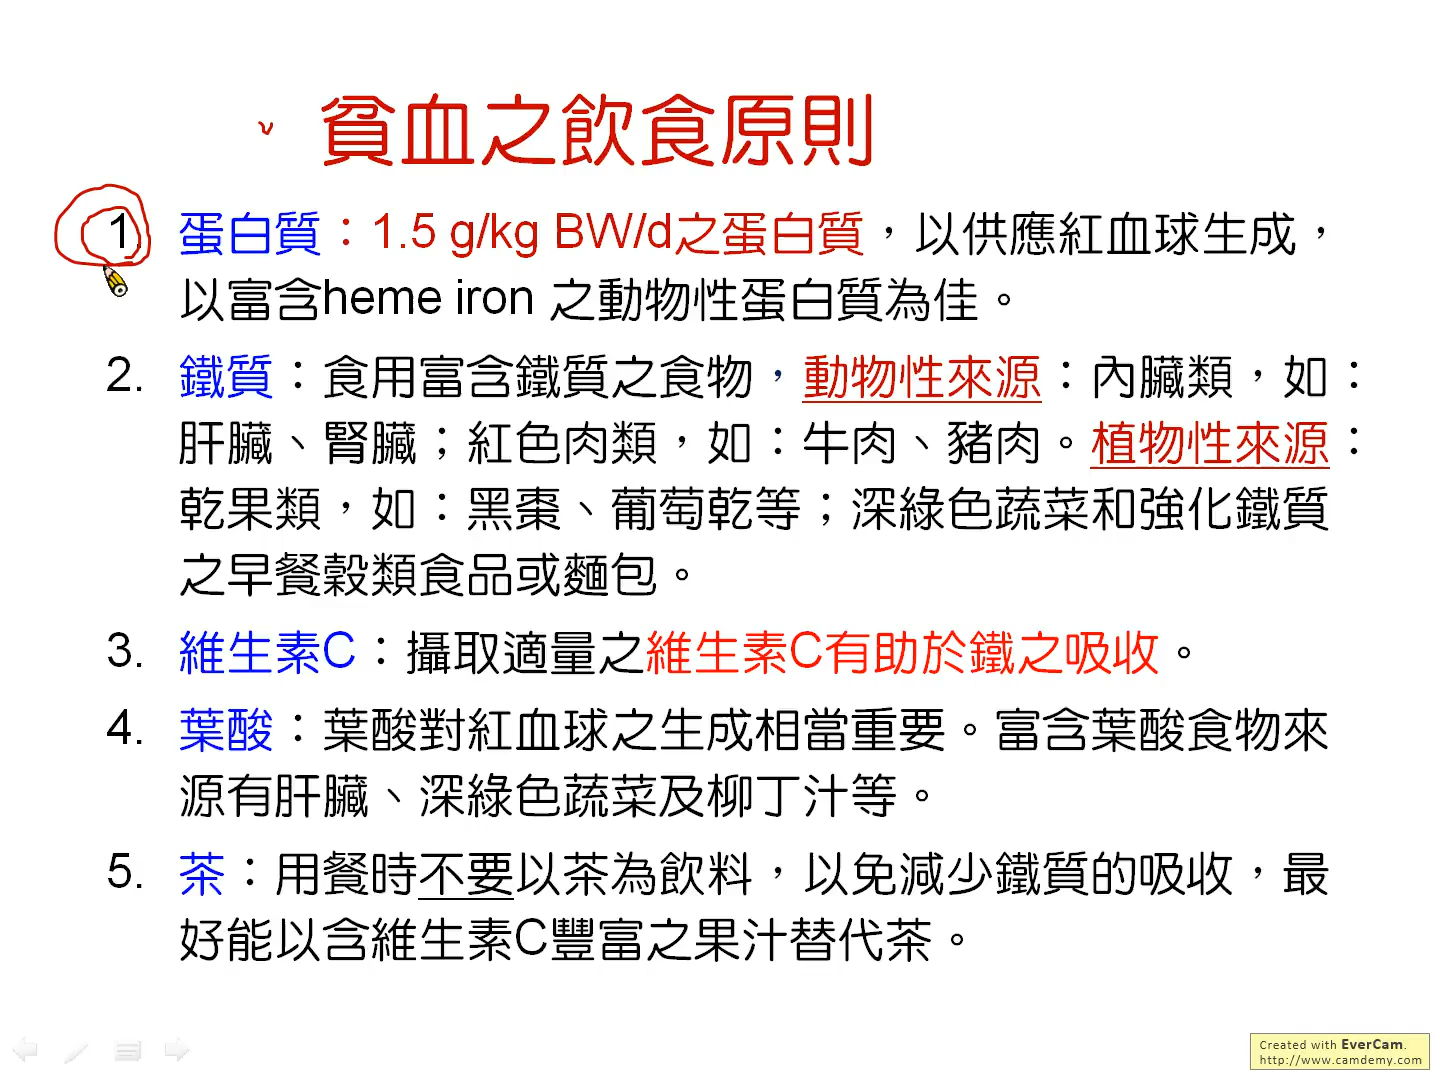 貧血之飲食原則
1. 蛋白質：1.5 g/kg BW/d之蛋白質，以供應紅血球生成，
以富含heme iron 之動物性蛋白質為佳。
2. 鐵質：食用富含鐵質之食物，動物性來源：內臟類，如：
肝臟、腎臟；紅色肉類，如：牛肉、豬肉。植物性來源：
乾果類，如：黑棗、葡萄乾等；深綠色蔬菜和強化鐵質
之早餐穀類食品或麵包。
3. 維生素C：攝取適量之維生素C有助於鐵之吸收。
4. 葉酸：葉酸對紅血球之生成相當重要。富含葉酸食物來
源有肝臟、深綠色蔬菜及柳丁汁等。
5. 茶：用餐時不要以茶為飲料，以免減少鐵質的吸收，最
好能以含維生素C豐富之果汁替代茶。
Created with EverCam.
http://www.camdemy.com